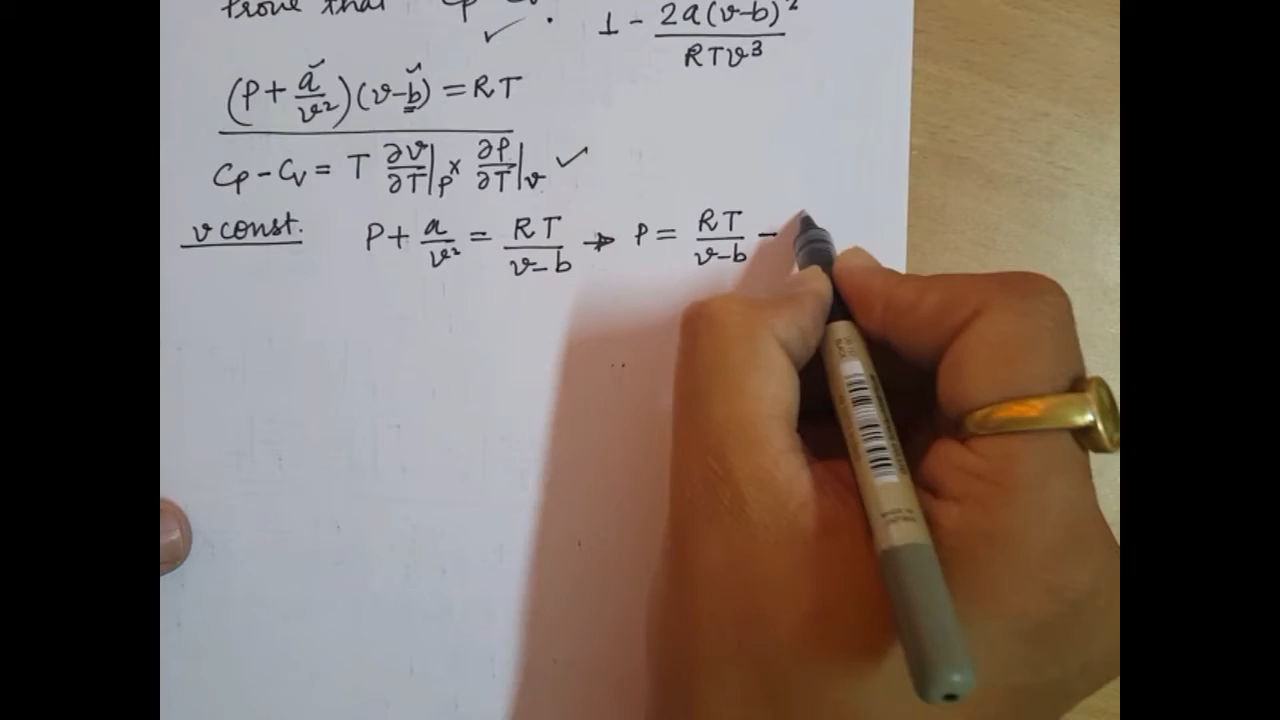 Prove that Cp - Cv
1 - 2a(v-b)²/RTv³
(P + a/v²)(v-b) = RT
Cp - Cv = T ∂v/∂T|p × ∂P/∂T|v ✓
v const. P + a/v² = RT/v-b → P = RT/v-b -